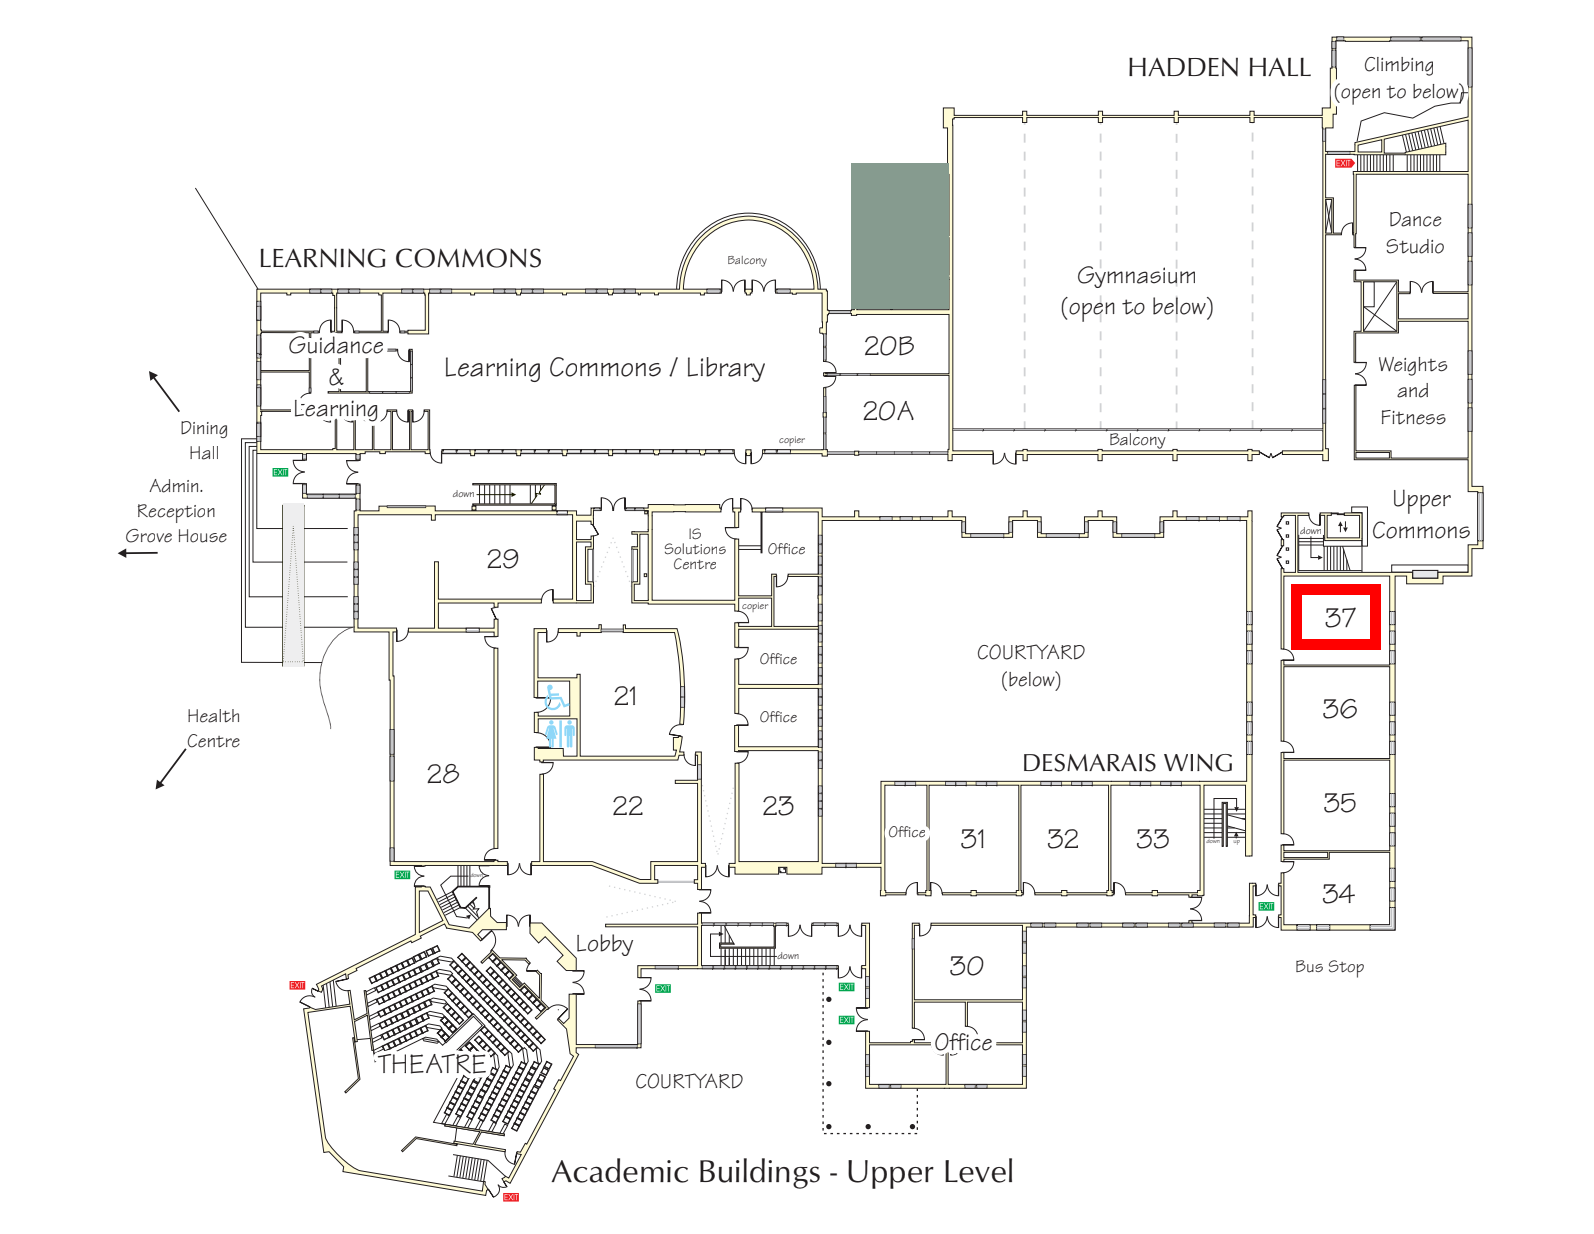 HADDEN HALL
Climbing
(open to below)
EXIT
Dance
Studio
LEARNING COMMONS
Balcony
Gymnasium
(open to below)
Guidance
&
Learning
Learning Commons / Library
20B
20A
Weights
and
Fitness
copier
Balcony
Dining
Hall
EXIT
Admin.
Reception
Grove House
down
Upper
Commons
down
29
IS
Solutions
Centre
Office
copier
37
COURTYARD
(below)
Office
21
36
Office
Health
Centre
28
22
23
DESMARAIS WING
35
Office
31
32
33
down
up
EXIT
down
34
EXIT
Lobby
down
30
Bus Stop
EXIT
EXIT
EXIT
EXIT
Office
THEATRE
COURTYARD
EXIT
Academic Buildings - Upper Level